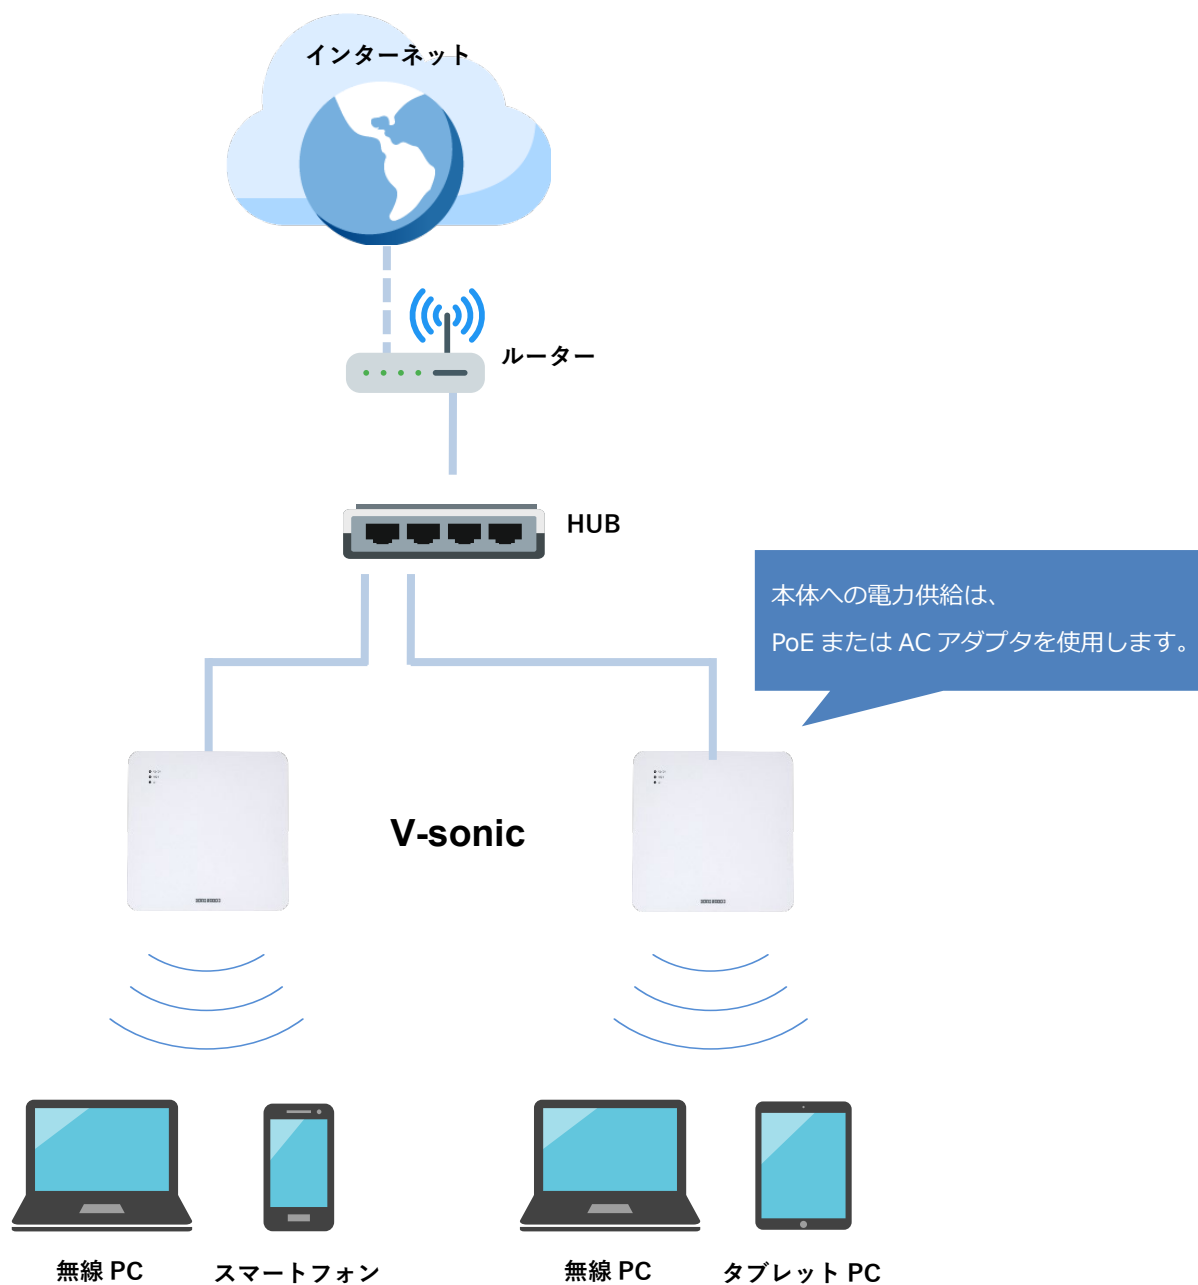 インターネット
ルーター
HUB
本体への電力供給は、
PoE または AC アダプタを使用します。
V-sonic
無線 PC
スマートフォン
無線 PC
タブレット PC